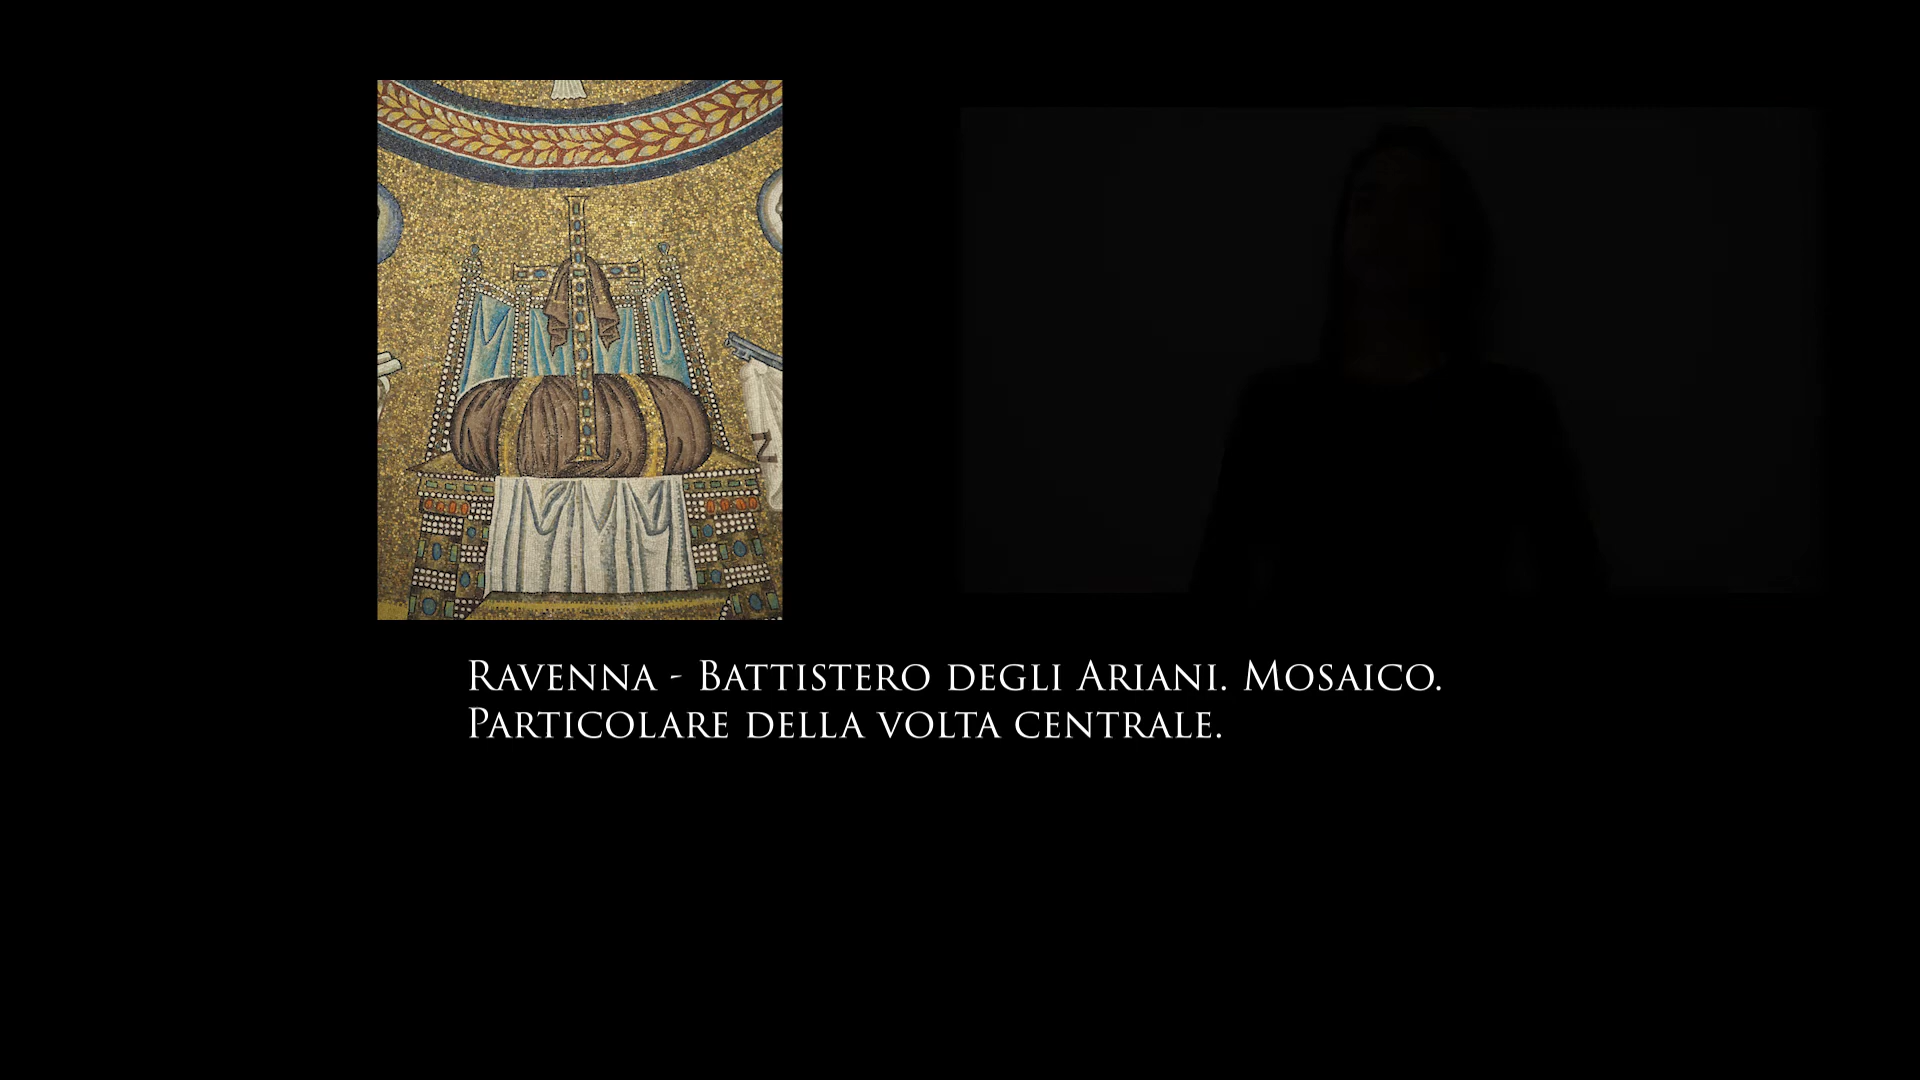 Ravenna - Battistero degli Ariani. Mosaico.
Particolare della volta centrale.